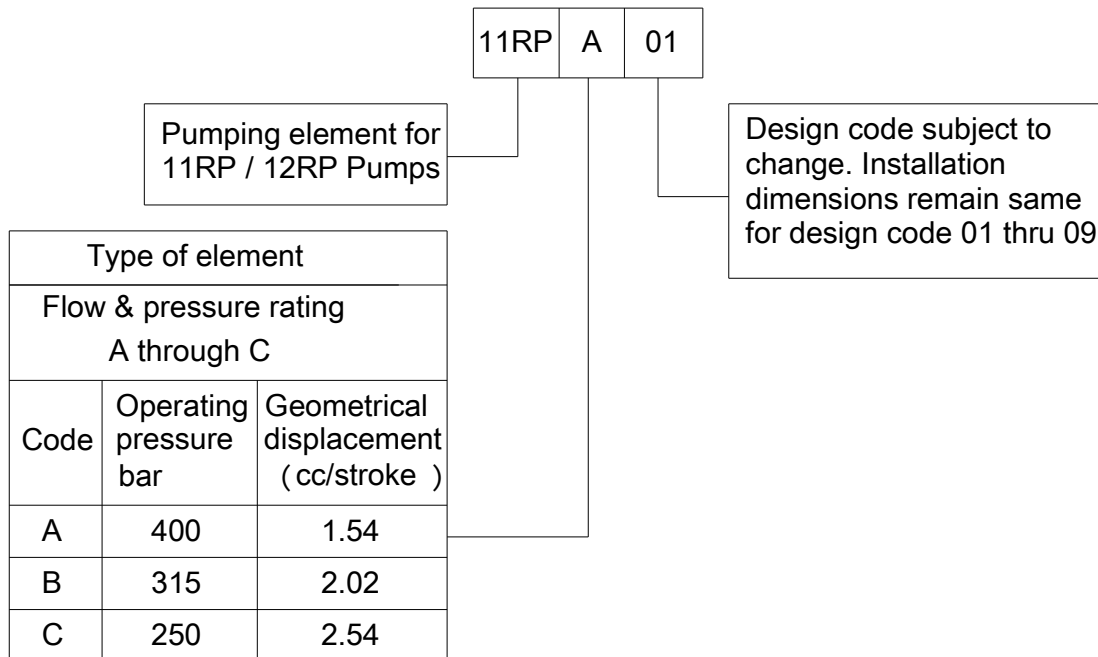 11RP A 01
Pumping element for
11RP / 12RP Pumps
Design code subject to
change. Installation
dimensions remain same
for design code 01 thru 09
Type of element
Flow & pressure rating
A through C
Code Operating pressure bar Geometrical displacement (cc/stroke )
A 400 1.54
B 315 2.02
C 250 2.54